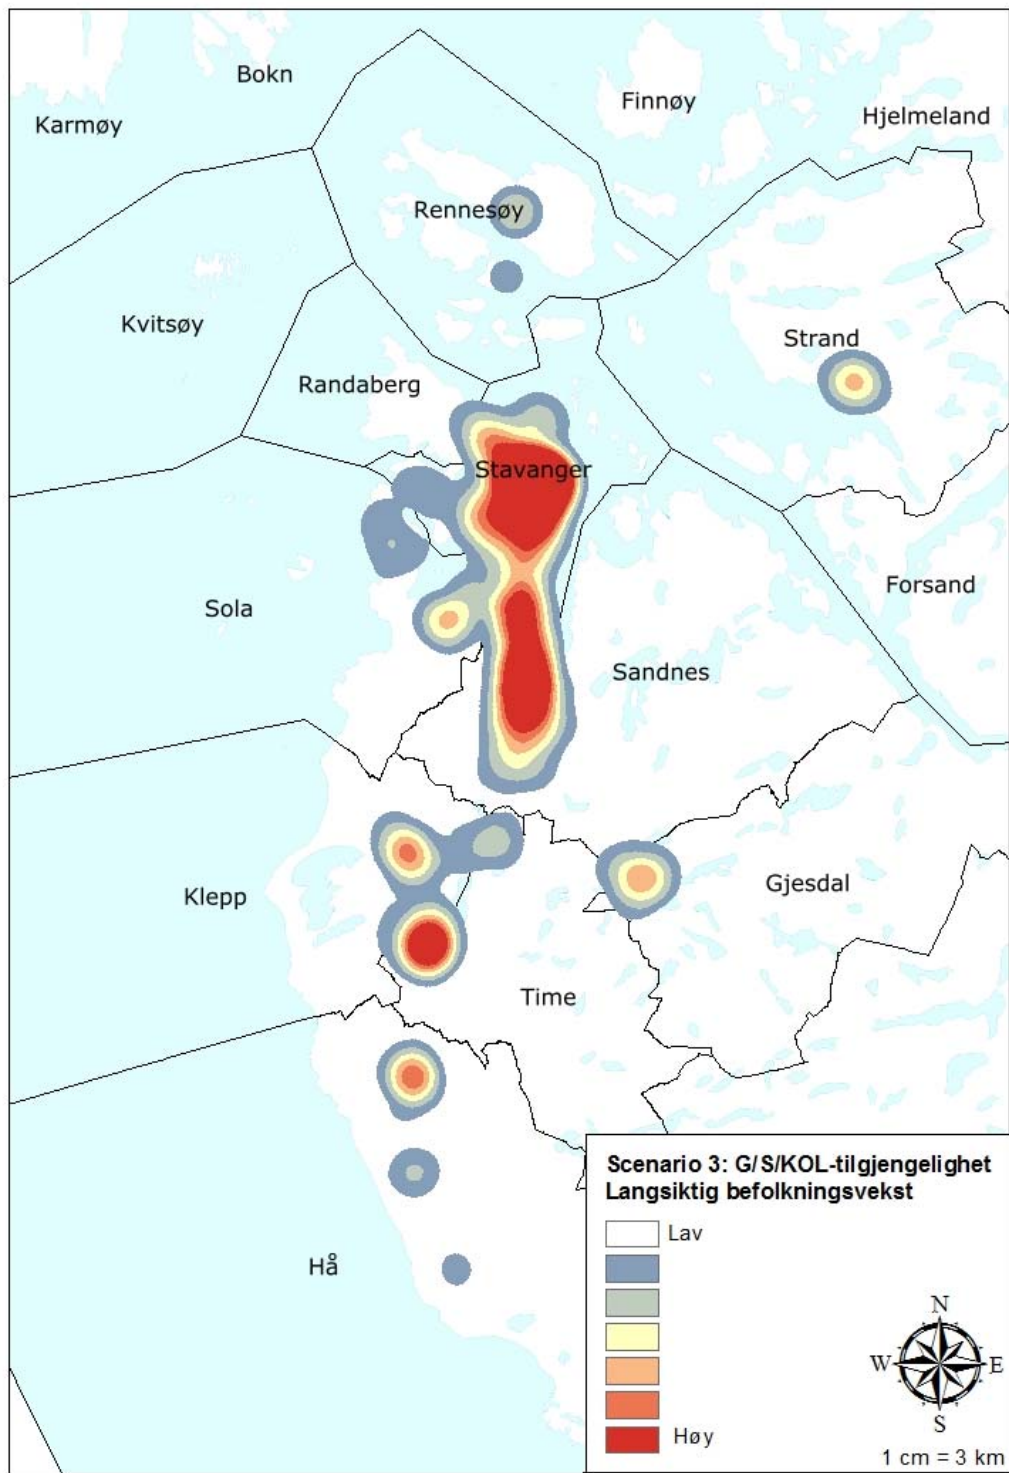 Bokn
Finnøy
Hjelmeland
Karmøy
Rennesøy
Kvitsøy
Strand
Randaberg
Stavanger
Forsand
Sola
Sandnes
Klepp
Gjesdal
Time
Hå
Scenario 3: G/S/KOL-tilgjengelighet
Langsiktig befolkningsvekst
Lav
Høy
N
W E
S
1 cm = 3 km